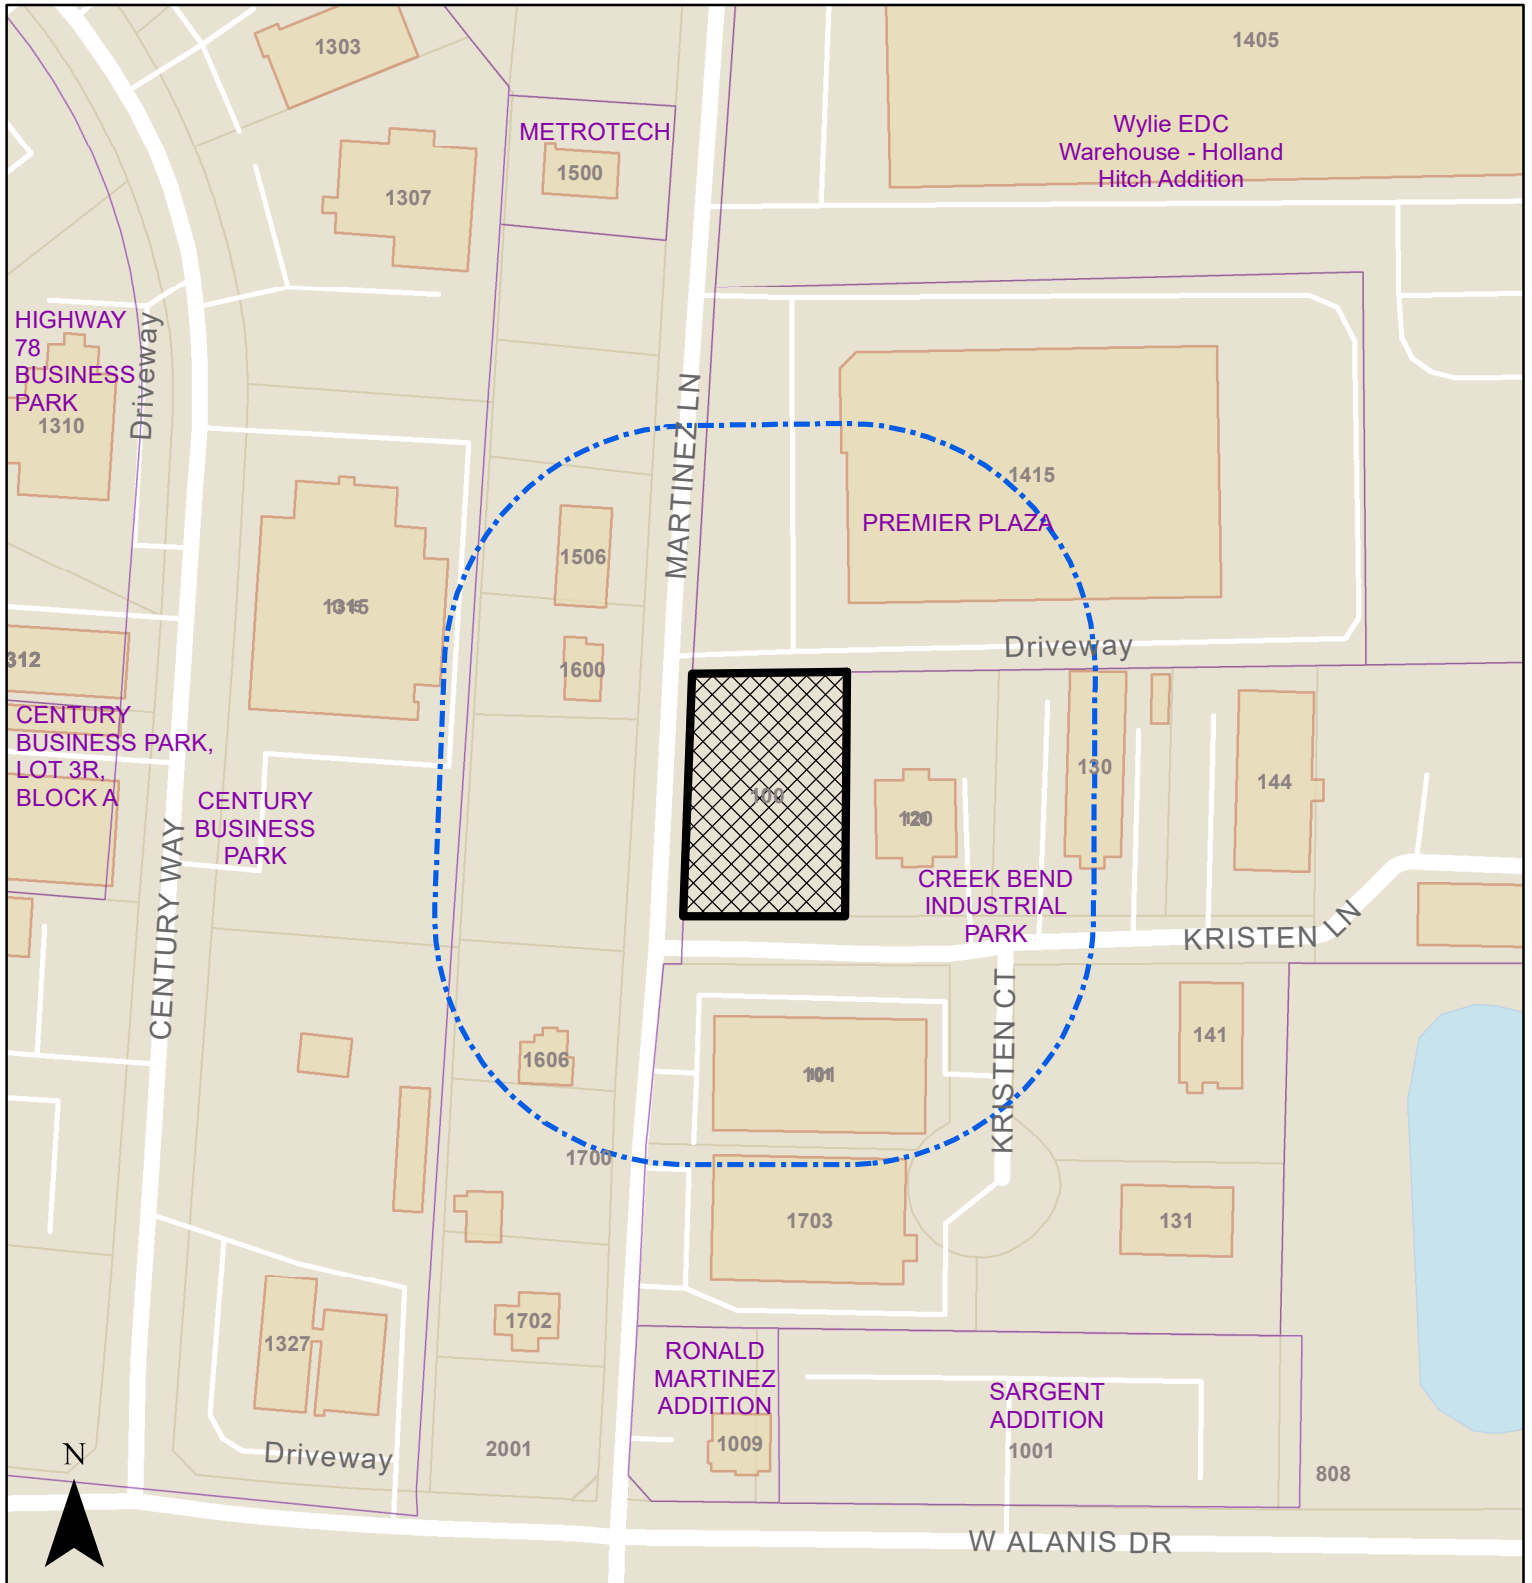 1303
1405
METROTECH
1500
Wylie EDC
Warehouse - Holland
Hitch Addition
1307
HIGHWAY
78
BUSINESS
PARK
Driveway
1310
MARTINEZ LN
1415
PREMIER PLAZA
1506
1315
Driveway
312
1600
CENTURY
BUSINESS PARK,
LOT 3R,
BLOCK A
CENTURY
BUSINESS
PARK
100
120
130
144
CREEK BEND
INDUSTRIAL
PARK
KRISTEN LN
CENTURY WAY
KRISTEN CT
141
1606
101
1700
1703
131
1702
1327
RONALD
MARTINEZ
ADDITION
SARGENT
ADDITION
1009
1001
2001
808
Driveway
N
W ALANIS DR